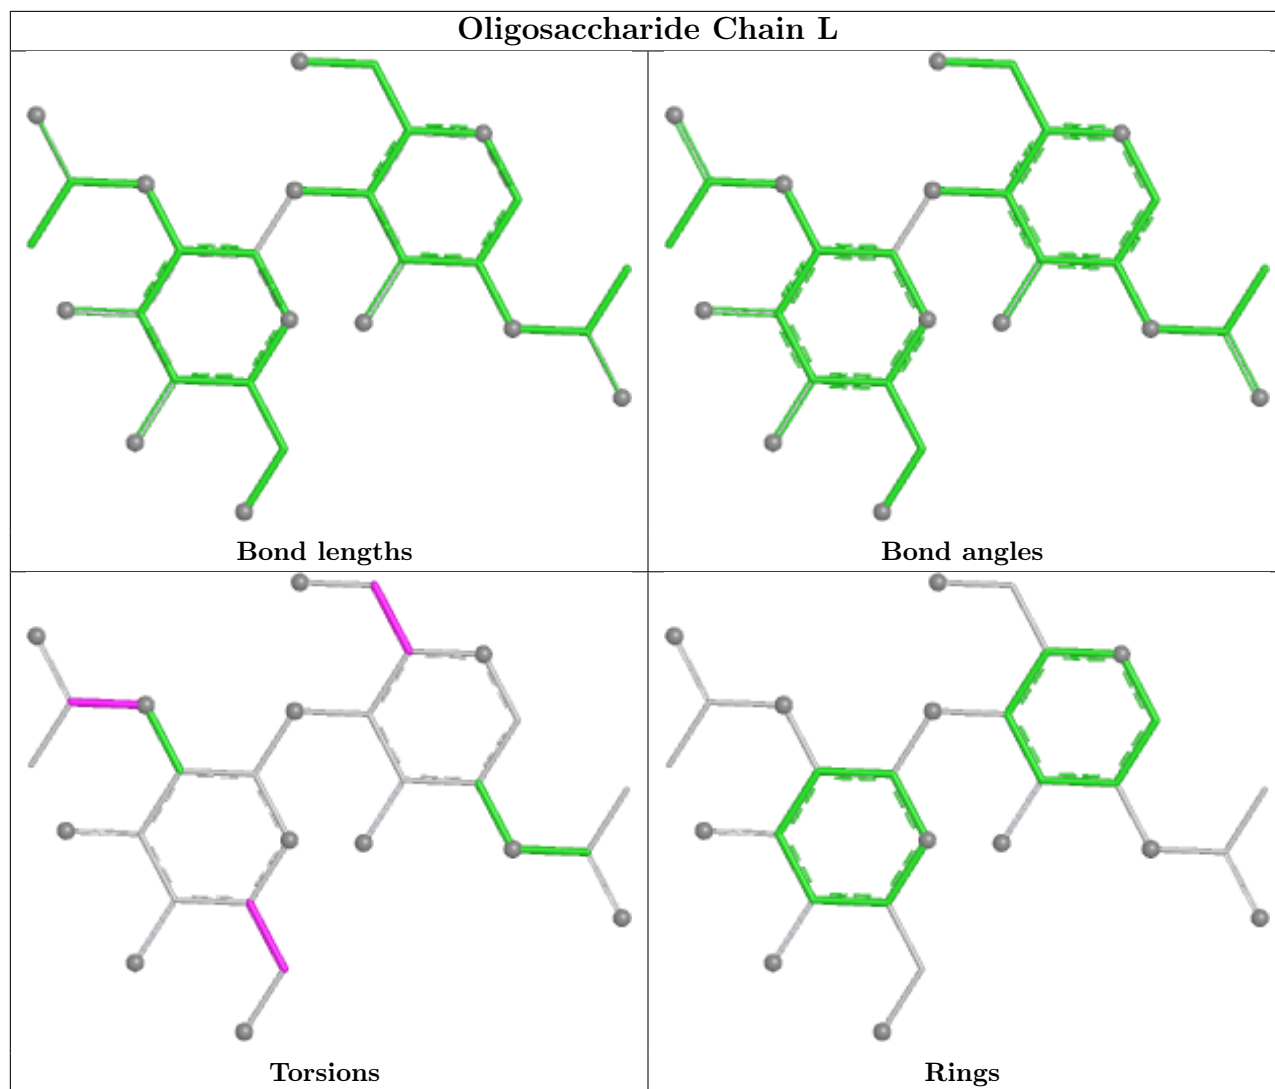 Oligosaccharide Chain L
Bond lengths
Bond angles
Torsions
Rings